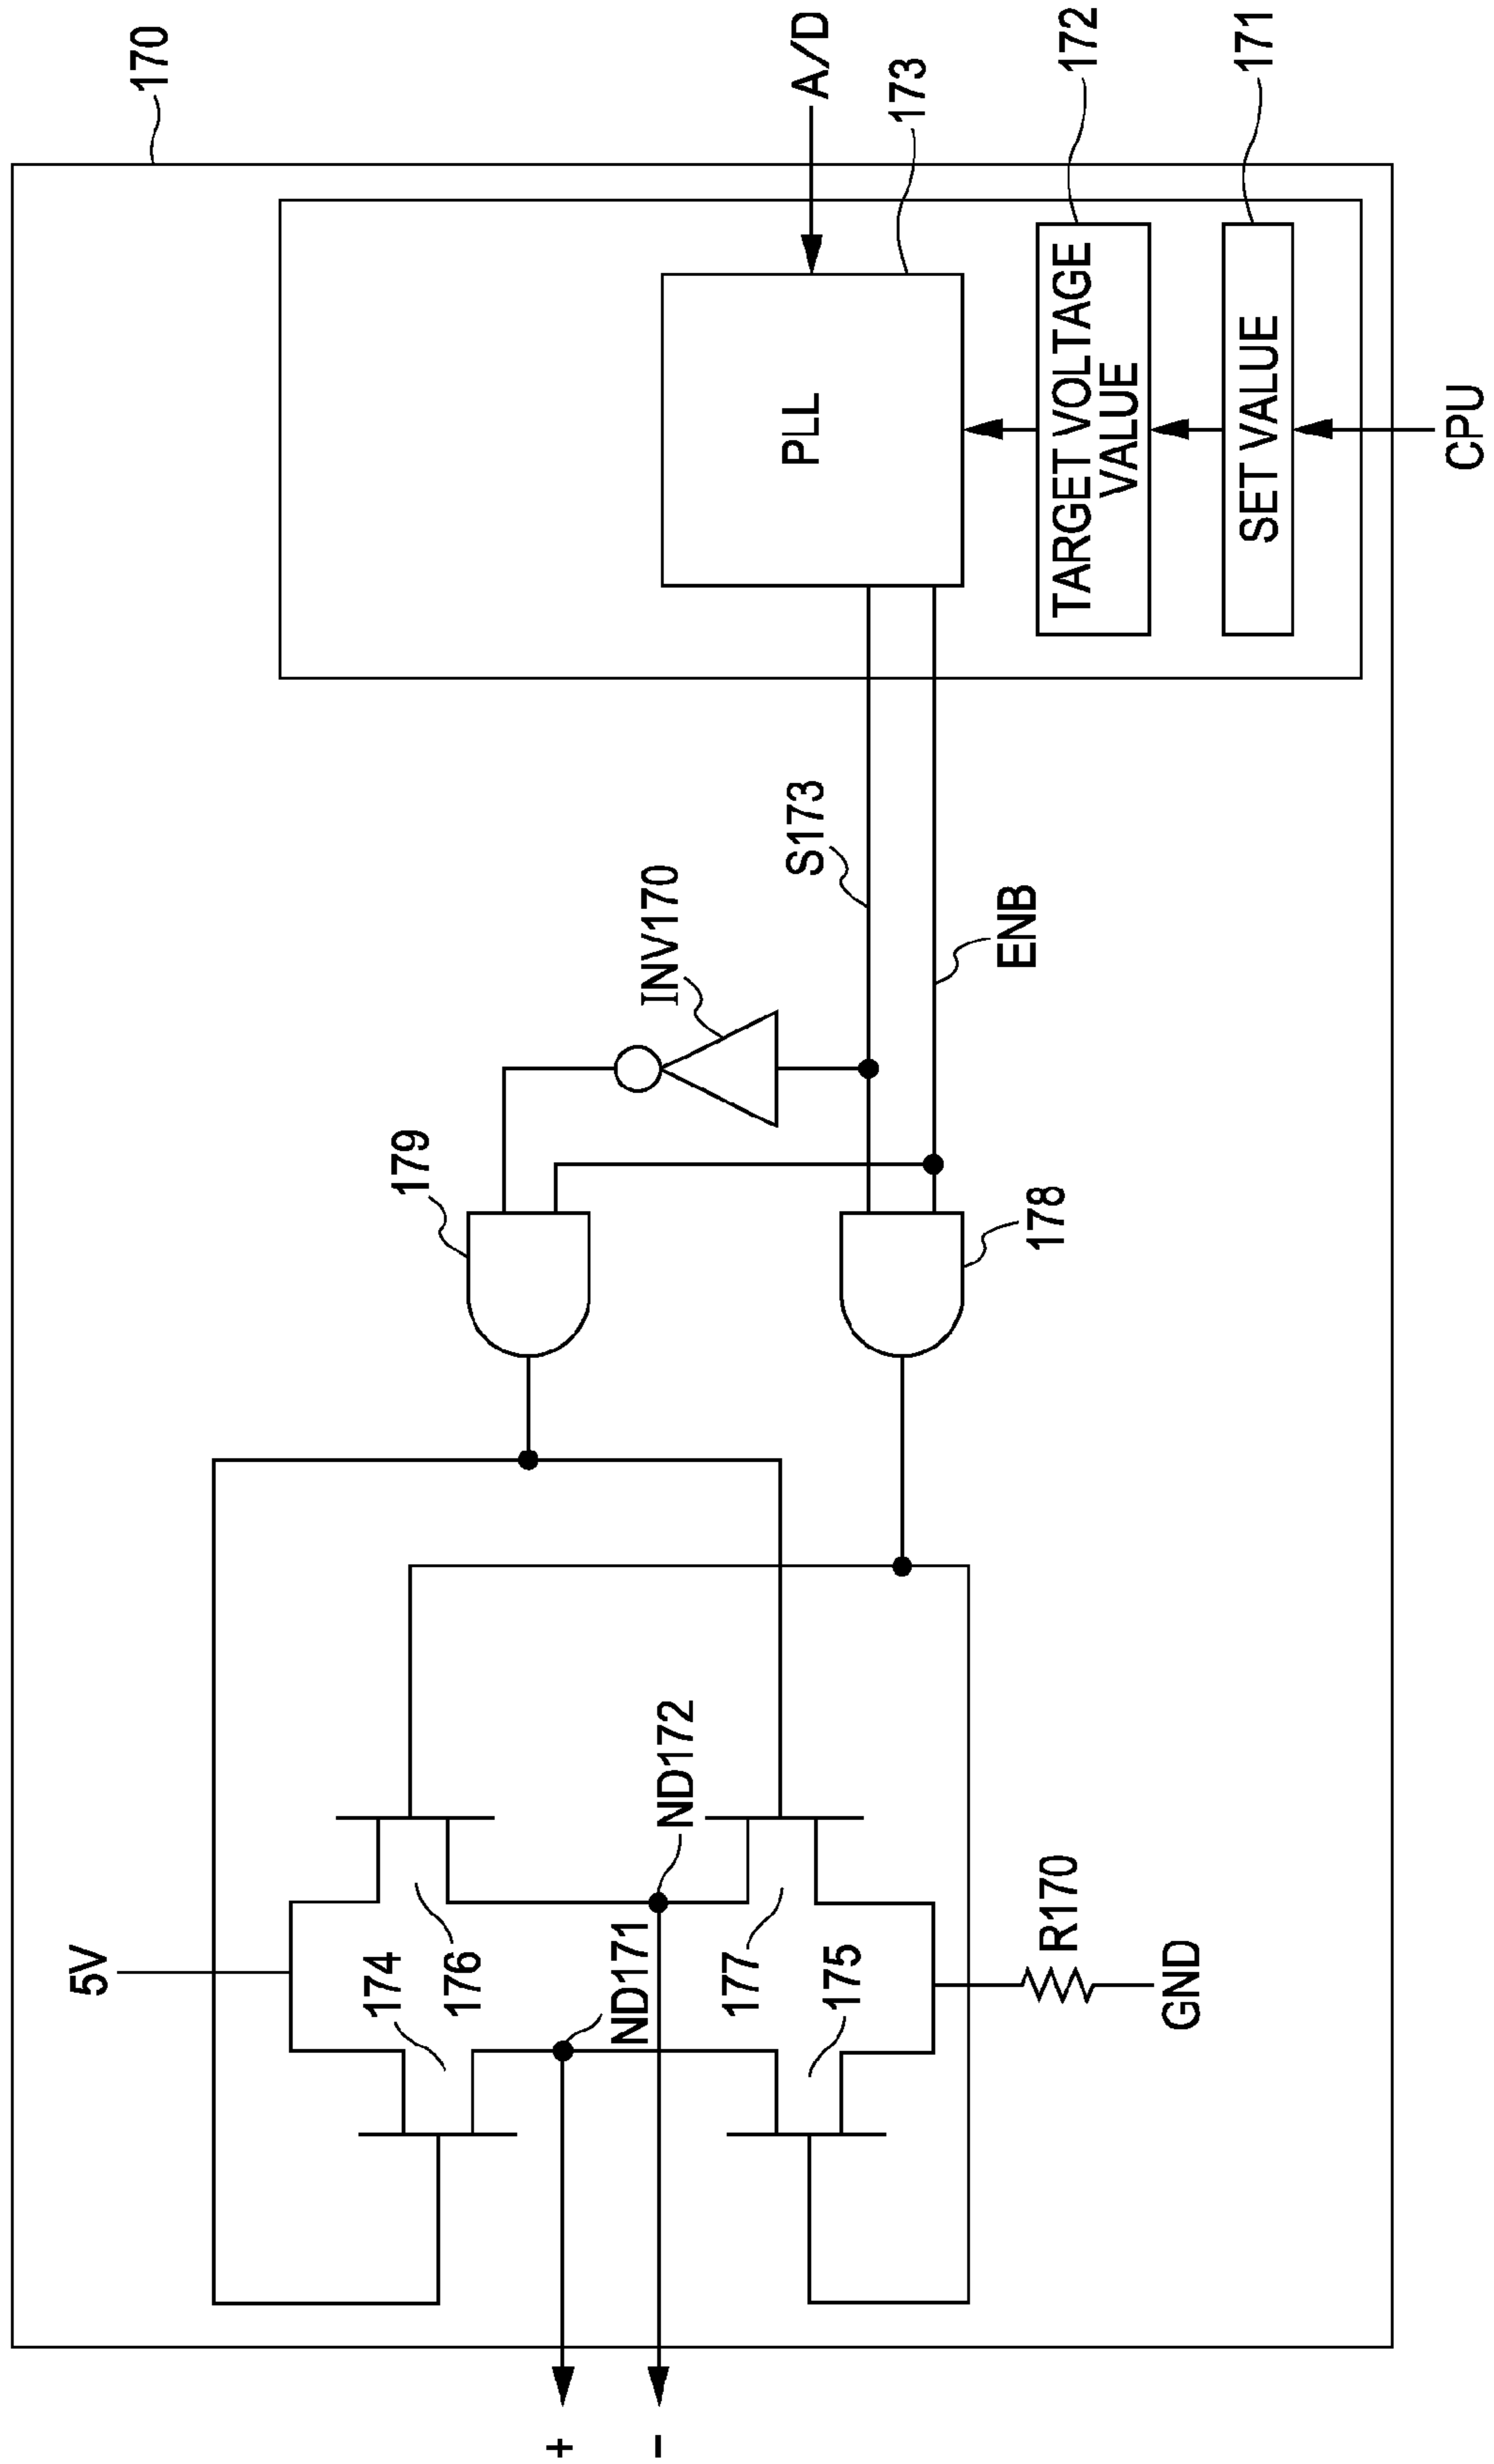 170
5V
174
176
ND171
ND172
177
175
R170
GND
179
INV170
S173
ENB
178
PLL
A/D
173
TARGET VOLTAGE
VALUE
172
SET VALUE
171
CPU
+
−